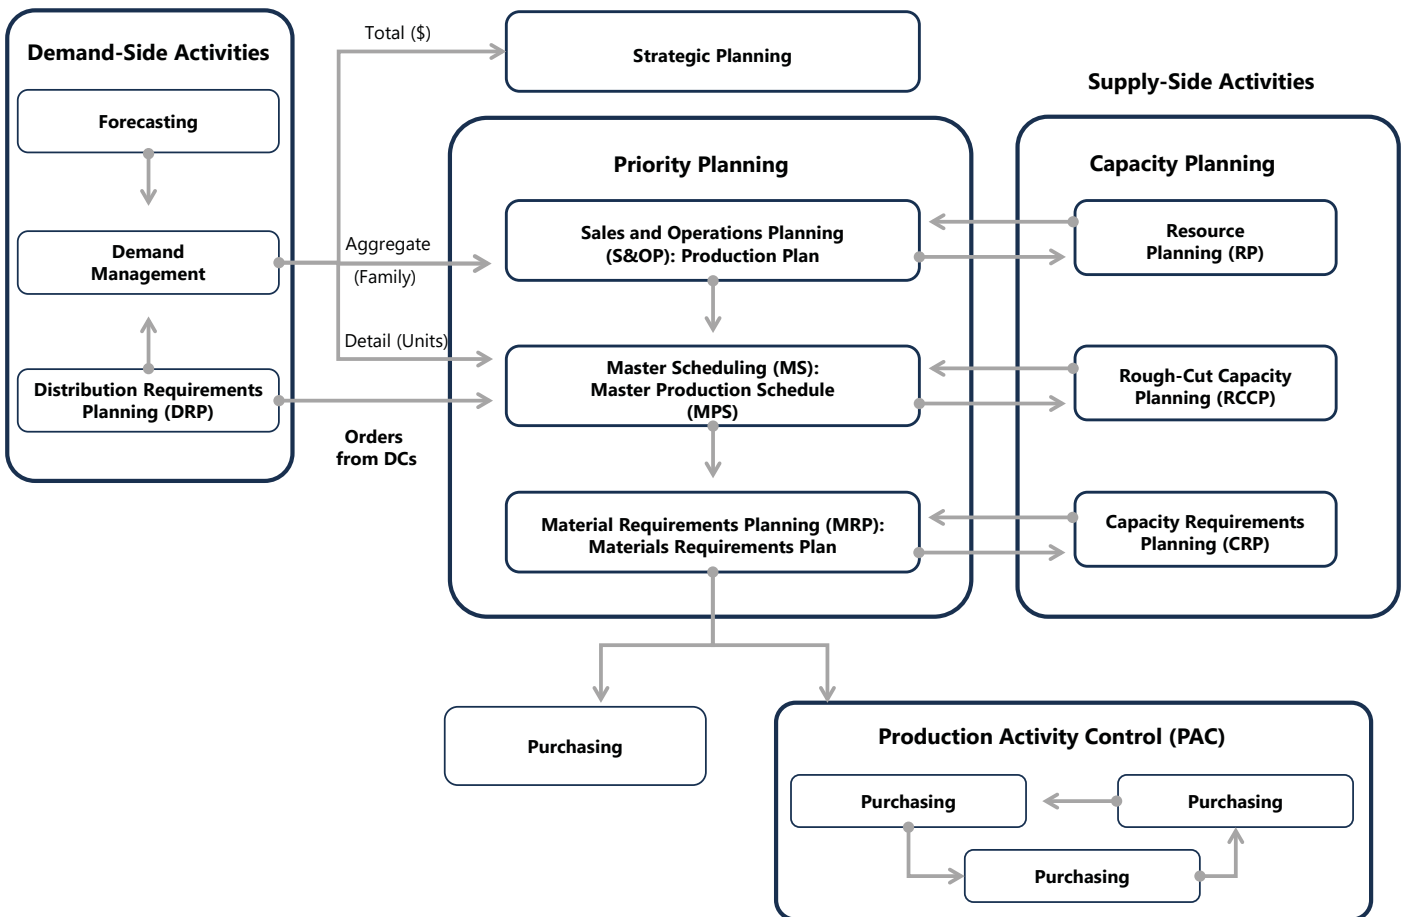 Demand-Side Activities
Forecasting
Demand
Management
Distribution Requirements
Planning (DRP)
Total ($)
Aggregate
(Family)
Detail (Units)
Orders
from DCs
Strategic Planning
Priority Planning
Sales and Operations Planning
(S&OP): Production Plan
Master Scheduling (MS):
Master Production Schedule
(MPS)
Material Requirements Planning (MRP):
Materials Requirements Plan
Supply-Side Activities
Capacity Planning
Resource
Planning (RP)
Rough-Cut Capacity
Planning (RCCP)
Capacity Requirements
Planning (CRP)
Purchasing
Production Activity Control (PAC)
Purchasing
Purchasing
Purchasing